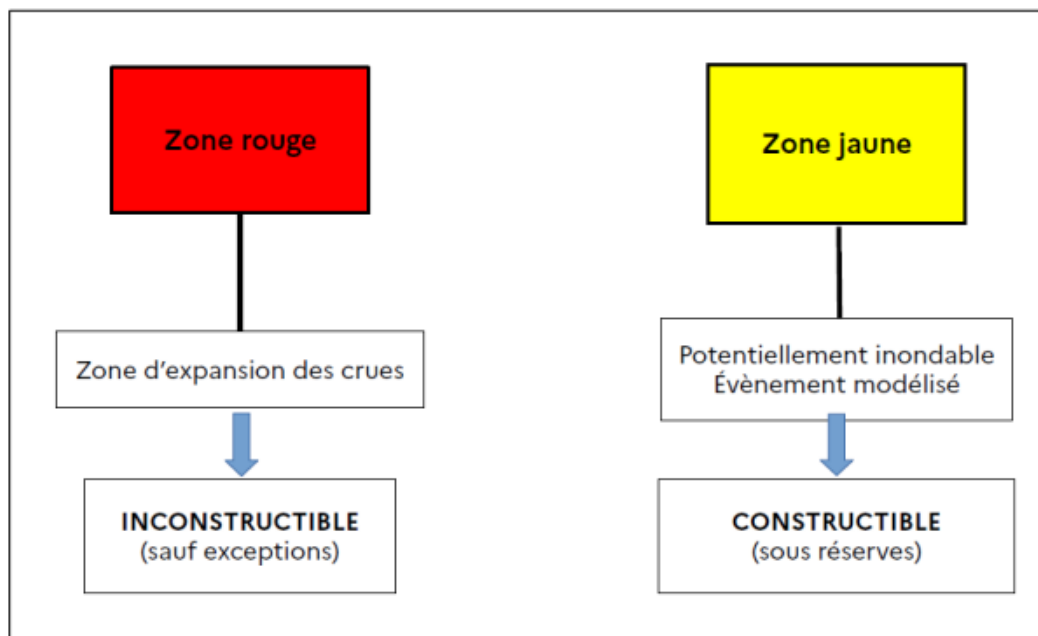 Zone rouge
Zone d'expansion des crues
INCONSTRUCTIBLE
(sauf exceptions)
Zone jaune
Potentiellement inondable
Évènement modélisé
CONSTRUCTIBLE
(sous réserves)